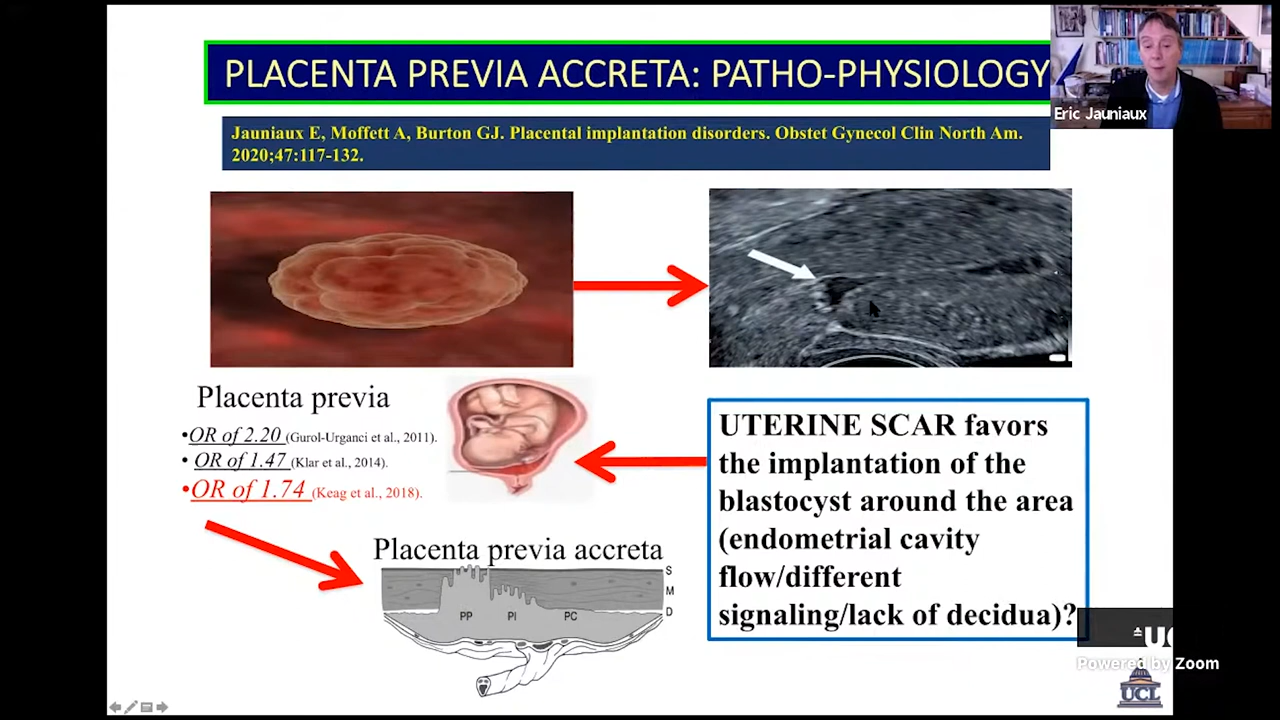 PLACENTA PREVIA ACCRETA: PATHO-PHYSIOLOGY
Eric Jauniaux
Jauniaux E, Moffett A, Burton GJ. Placental implantation disorders. Obstet Gynecol Clin North Am.
2020;47:117-132.
Placenta previa
•OR of 2.20 (Gurol-Urganci et al., 2011).
• OR of 1.47 (Klar et al., 2014).
•OR of 1.74 (Keag et al., 2018).
UTERINE SCAR favors
the implantation of the
blastocyst around the area
(endometrial cavity
flow/different
signaling/lack of decidua)?
Placenta previa accreta
S
M
D
PP PI PC
UC
Powered by Zoom
UCL